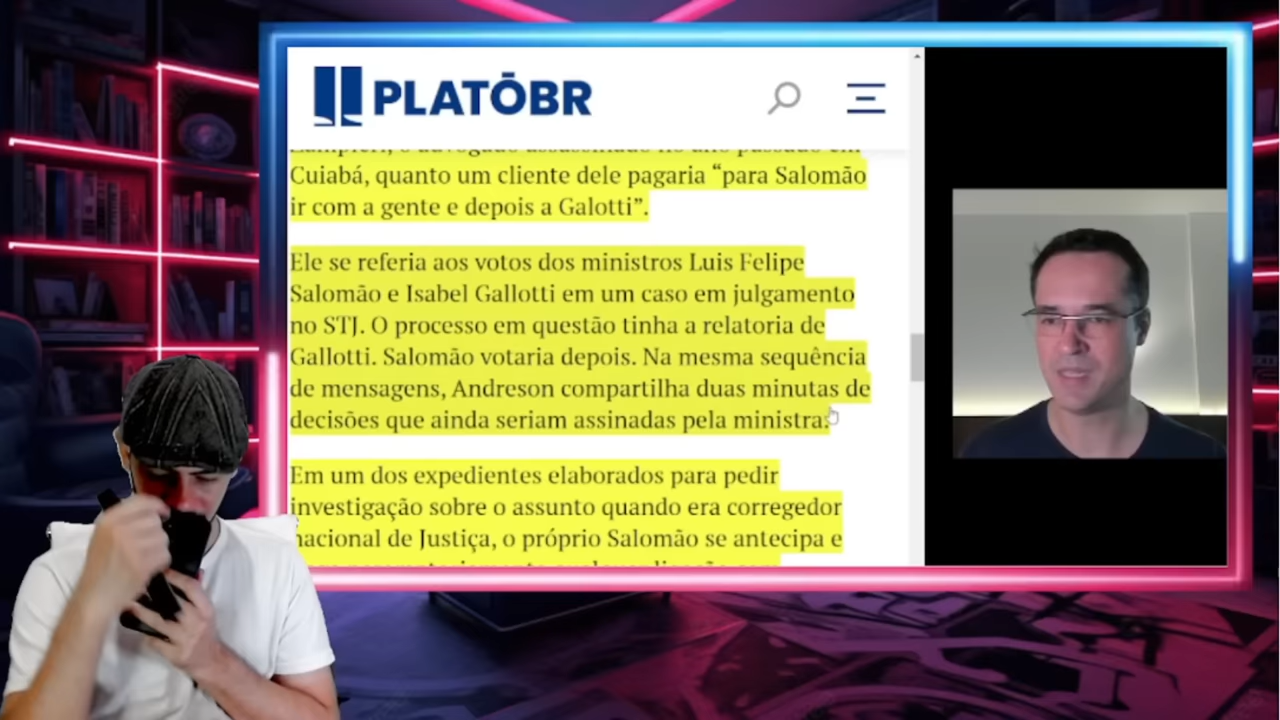 PLATŌBR
Cuiabá, quanto um cliente dele pagaria “para Salomão
ir com a gente e depois a Galotti”.
Ele se referia aos votos dos ministros Luis Felipe
Salomão e Isabel Gallotti em um caso em julgamento
no STJ. O processo em questão tinha a relatoria de
Gallotti. Salomão votaria depois. Na mesma sequência
de mensagens, Andreson compartilha duas minutas de
decisões que ainda seriam assinadas pela ministra.
Em um dos expedientes elaborados para pedir
investigação sobre o assunto quando era corregedor
nacional de Justiça, o próprio Salomão se antecipa e